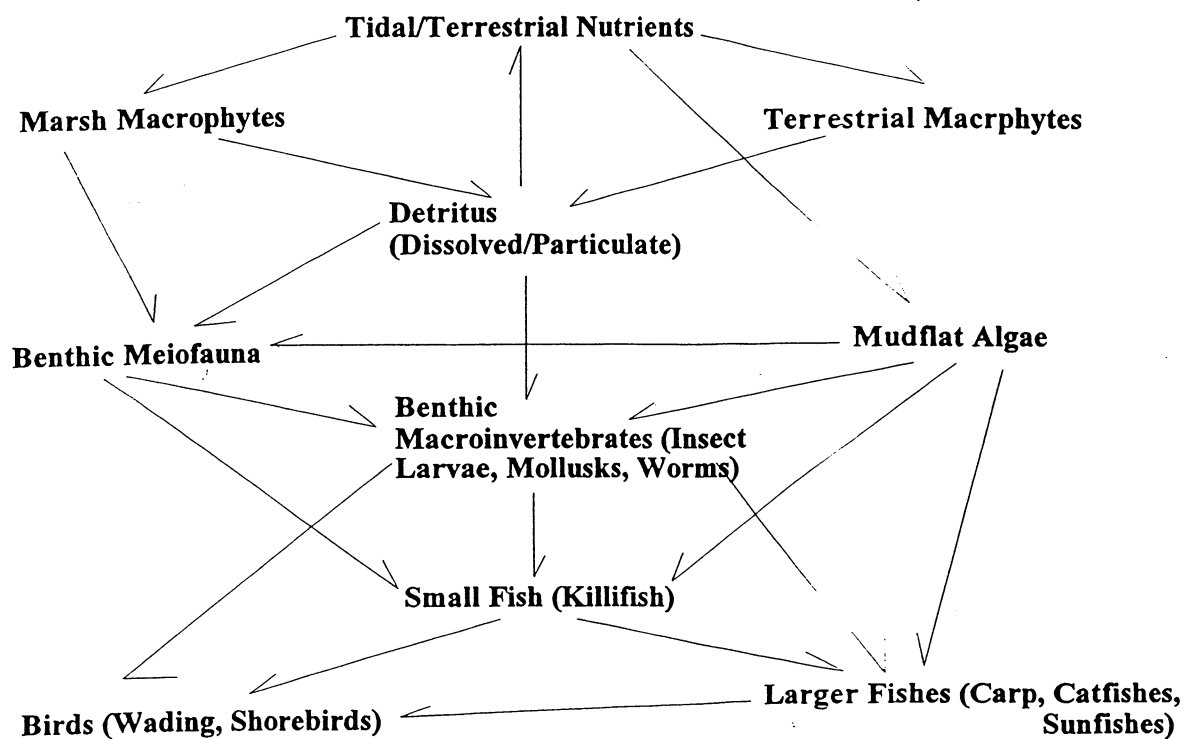 Tidal/Terrestrial Nutrients
Marsh Macrophytes
Terrestrial Macrphytes
Detritus
(Dissolved/Particulate)
Benthic Meiofauna
Mudflat Algae
Benthic
Macroinvertebrates (Insect
Larvae, Mollusks, Worms)
Small Fish (Killifish)
Birds (Wading, Shorebirds)
Larger Fishes (Carp, Catfishes,
Sunfishes)